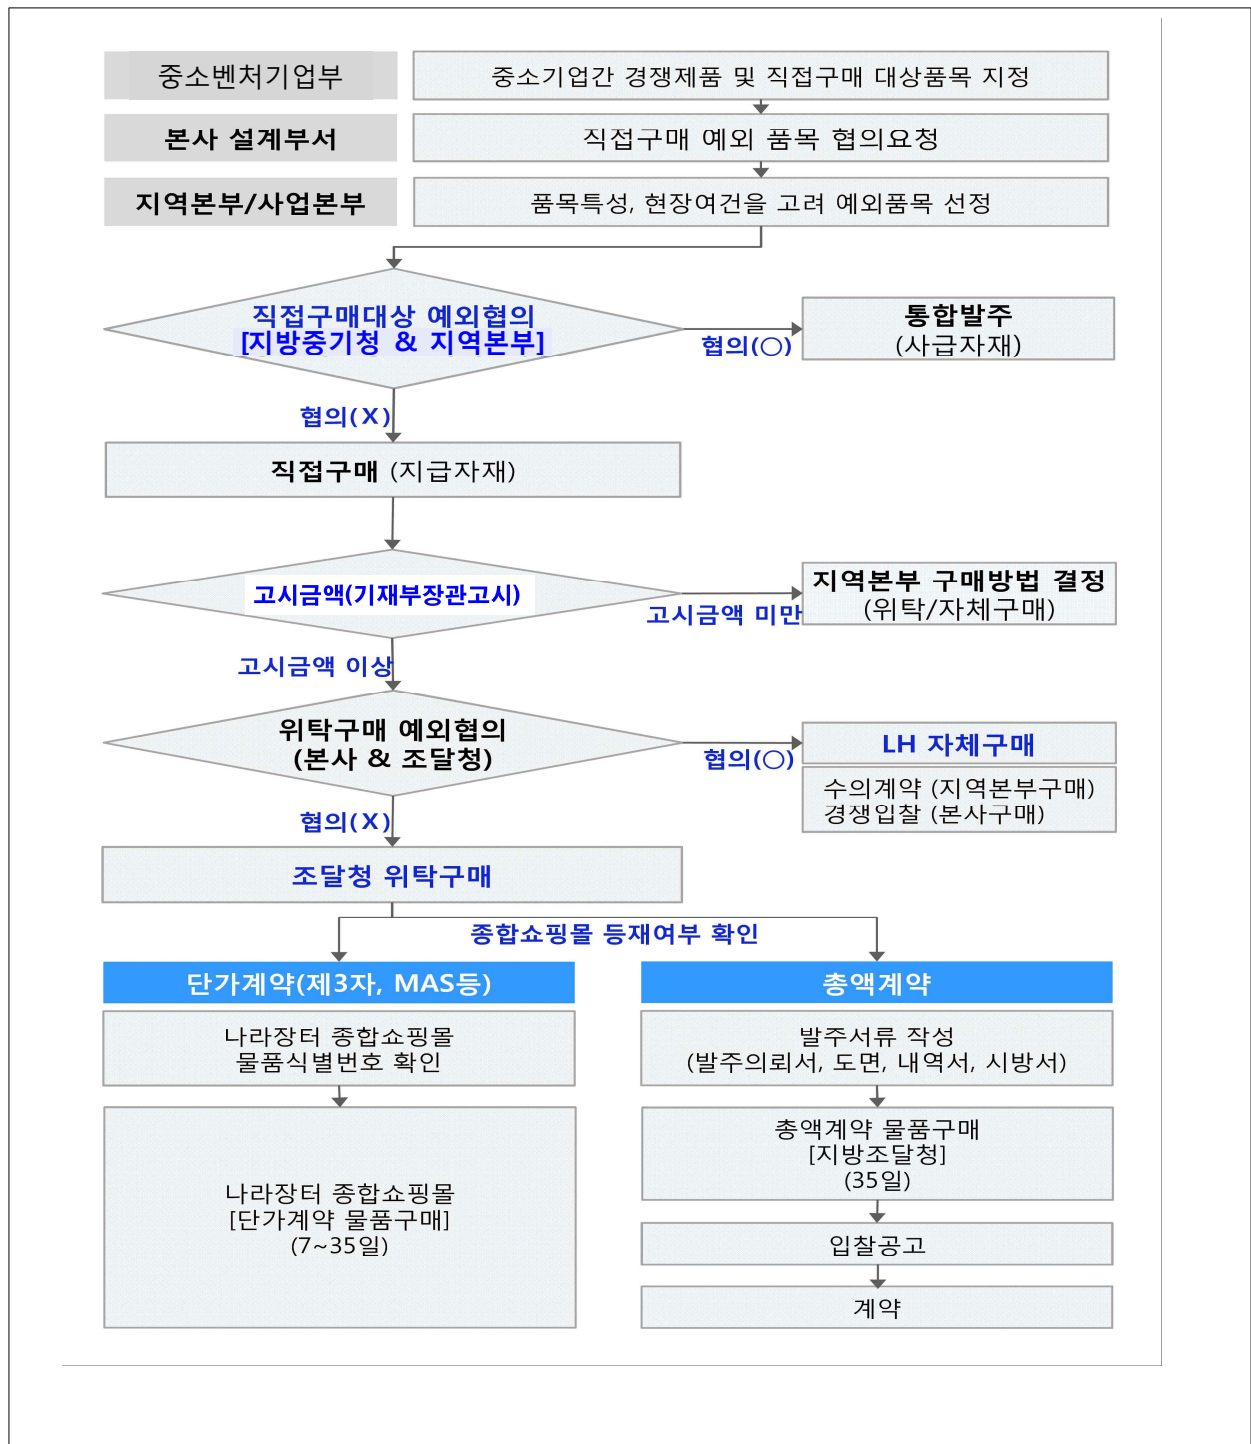 중소벤처기업부
중소기업간 경쟁제품 및 직접구매 대상품목 지정
본사 설계부서
직접구매 예외 품목 협의요청
지역본부/사업본부
품목특성, 현장여건을 고려 예외품목 선정
직접구매대상 예외협의
[지방중기청 & 지역본부]
협의(○)
통합발주
(사급자재)
협의(X)
직접구매 (지급자재)
고시금액(기재부장관고시)
고시금액 미만
지역본부 구매방법 결정
(위탁/자체구매)
고시금액 이상
위탁구매 예외협의
(본사 & 조달청)
협의(○)
LH 자체구매
수의계약 (지역본부구매)
경쟁입찰 (본사구매)
협의(X)
조달청 위탁구매
종합쇼핑몰 등재여부 확인
단가계약(제3자, MAS등)
나라장터 종합쇼핑몰
물품식별번호 확인
나라장터 종합쇼핑몰
[단가계약 물품구매]
(7~35일)
총액계약
발주서류 작성
(발주의뢰서, 도면, 내역서, 시방서)
총액계약 물품구매
[지방조달청]
(35일)
입찰공고
계약